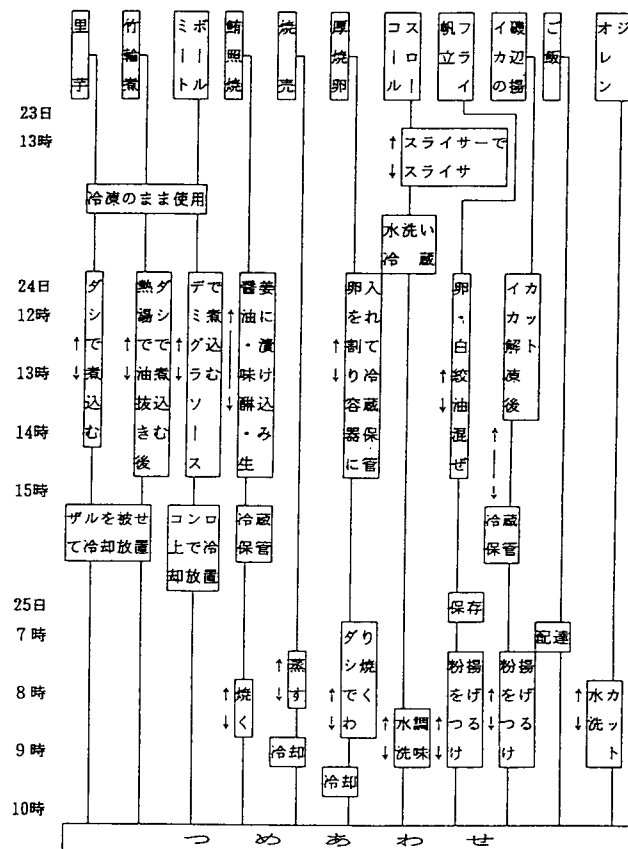 里芋
竹輪煮
ミート
ボール
鮪照焼
焼売
厚焼卵
コール
スロー
帆立
フライ
イカの
磯辺揚
ご飯
オレン
ジ
23日
13時
↑スライサーで
↓スライサ
冷凍のまま使用
水洗い
冷蔵
24日
12時
13時
14時
15時
ダシで煮込む
↑
↓
熱湯で油抜き後
ダシで煮込む
↑
↓
デミグラソース
で煮込む
↑
↓
醤油・味醂・生
姜に漬け込み
↑
↓
卵を割り容器に
入れて冷蔵保管
↑
↓
卵・白絞油混ぜ
↑
↓
イカ解凍後
カット
↑
↓
ザルを被せ
て冷却放置
コンロ
上で冷
却放置
冷蔵
保管
冷蔵
保管
25日
7時
8時
9時
10時
保存
配達
焼く
↑
↓
蒸す
↑
↓
冷却
ダシでわ
り焼く
↑
↓
冷却
水洗
調味
↑
↓
粉をつけ
揚げる
↑
↓
粉をつけ
揚げる
↑
↓
水洗
カット
↑
↓
つめあわせ